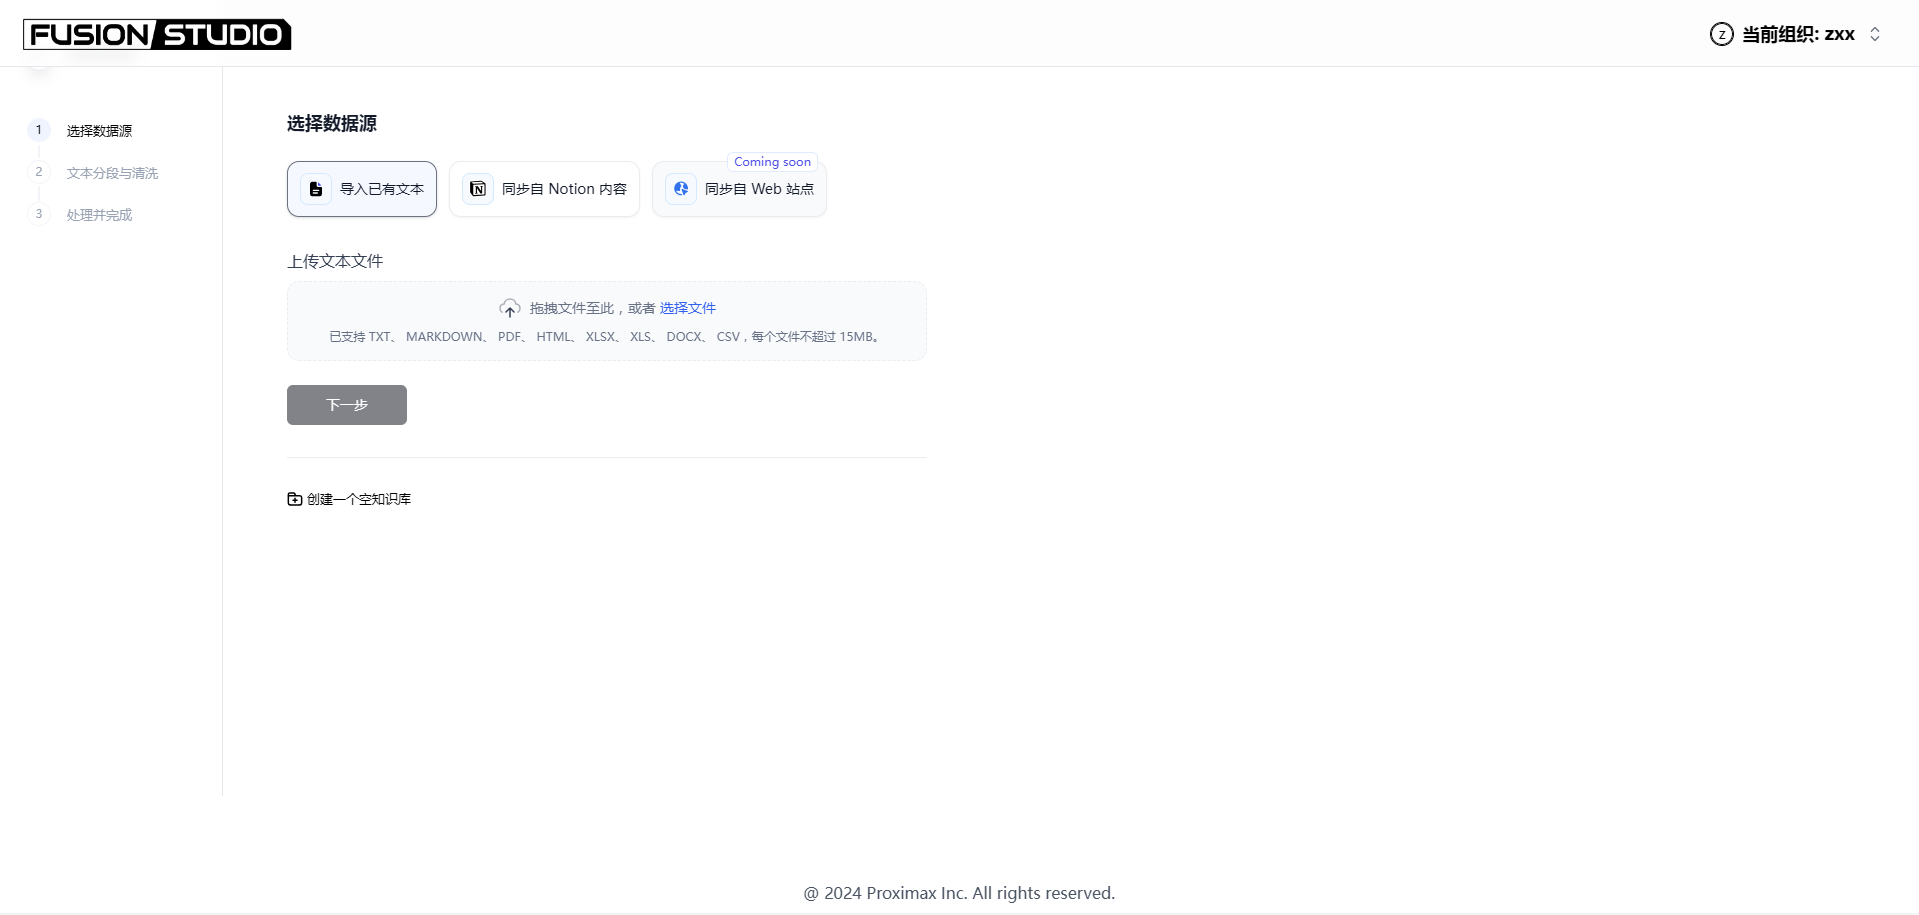 FUSION STUDIO
Z 当前组织: zxx
1 选择数据源
2 文本分段与清洗
3 处理并完成
选择数据源
Coming soon
导入已有文本
同步自 Notion 内容
同步自 Web 站点
上传文本文件
拖拽文件至此，或者 选择文件
已支持 TXT、 MARKDOWN、 PDF、 HTML、 XLSX、 XLS、 DOCX、 CSV，每个文件不超过 15MB。
下一步
创建一个空知识库
@ 2024 Proximax Inc. All rights reserved.